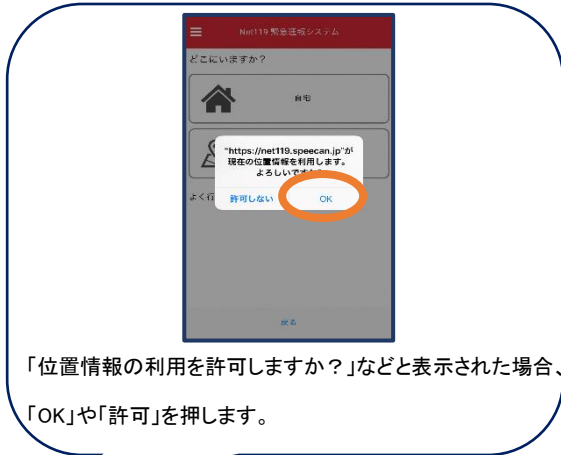 Net119 緊急通報システム
どこにいますか？
自宅
"https://net119.speecan.jp"が
現在の位置情報を利用します。
よろしいですか
よく行
許可しない
OK
戻る
「位置情報の利用を許可しますか？」などと表示された場合、
「OK」や「許可」を押します。